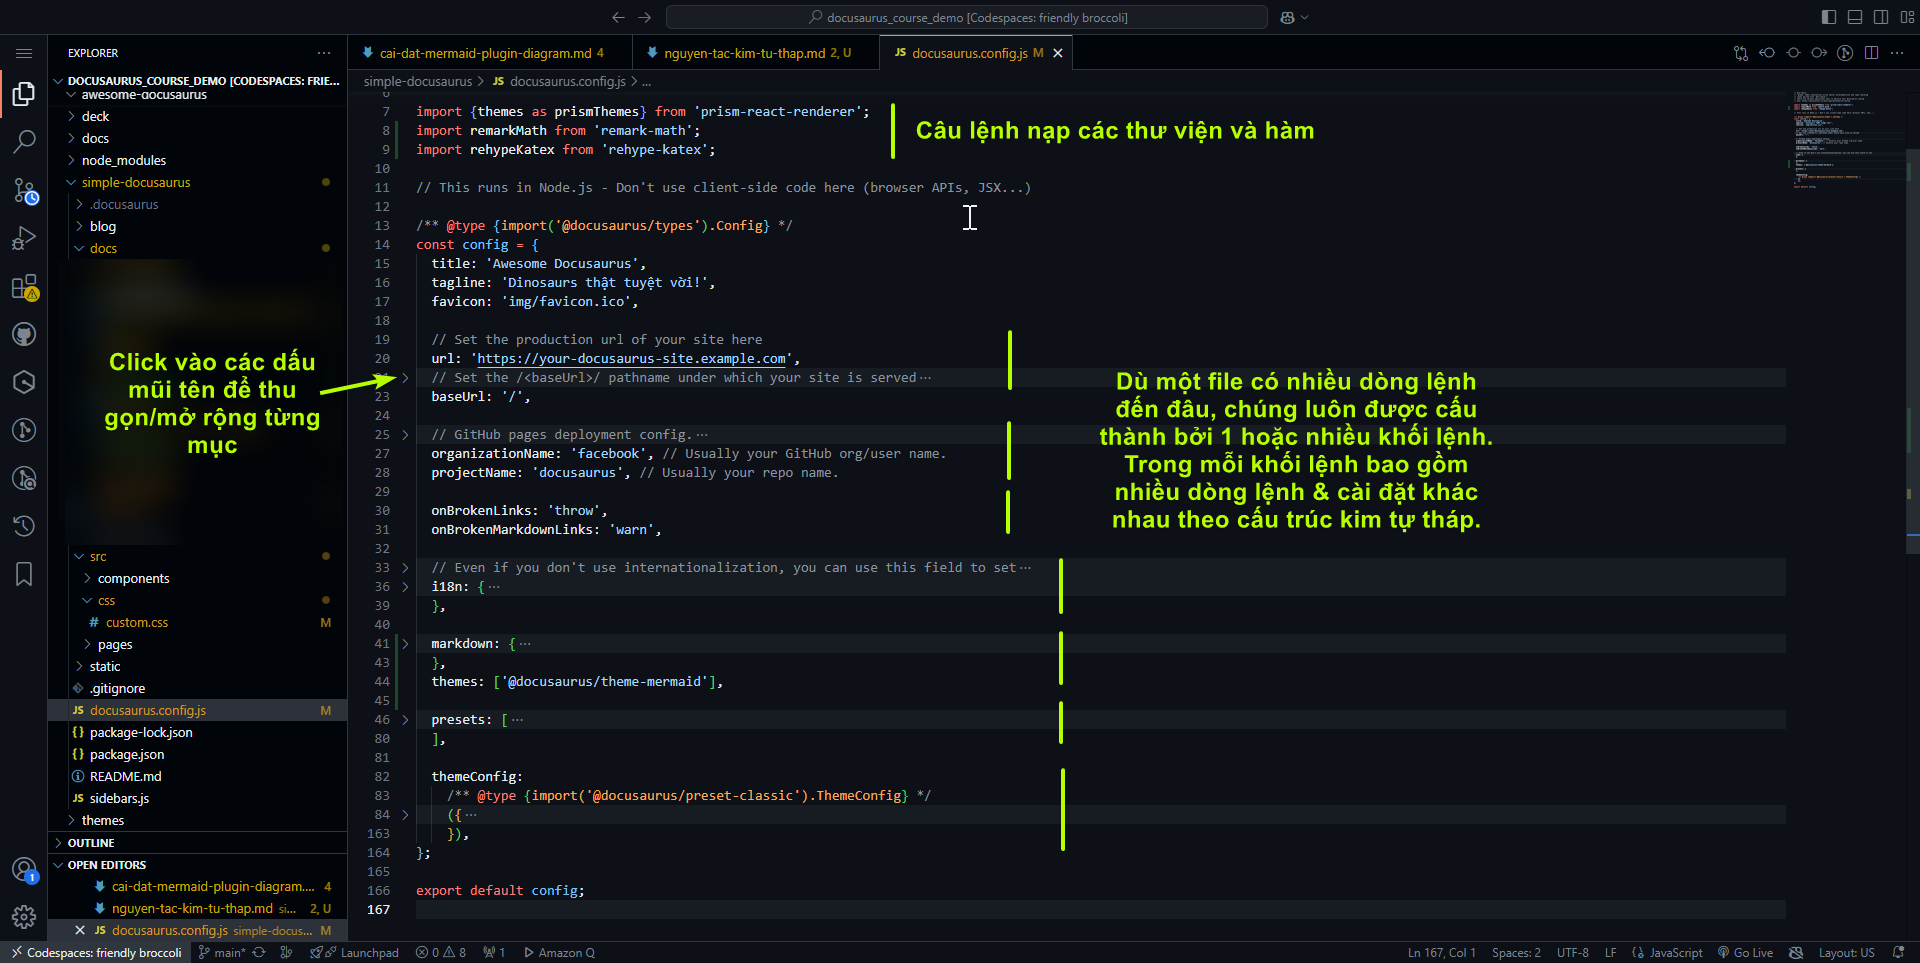 docusaurus_course_demo [Codespaces: friendly broccoli]
EXPLORER
DOCUSAURUS_COURSE_DEMO [CODESPACES: FRIE...
awesome-docusaurus
deck
docs
node_modules
simple-docusaurus
.docusaurus
blog
docs
Click vào các dấu
mũi tên để thu
gọn/mở rộng từng
mục
src
components
css
# custom.css M
pages
static
.gitignore
JS docusaurus.config.js M
{} package-lock.json
{} package.json
README.md
JS sidebars.js
themes
OUTLINE
OPEN EDITORS
cai-dat-mermaid-plugin-diagram.... 4
nguyen-tac-kim-tu-thap.md si... 2, U
JS docusaurus.config.js simple-docus... M
1
cai-dat-mermaid-plugin-diagram.md 4
nguyen-tac-kim-tu-thap.md 2, U
JS docusaurus.config.js M
simple-docusaurus > JS docusaurus.config.js > ...
6
7 import {themes as prismThemes} from 'prism-react-renderer';
8 import remarkMath from 'remark-math';
9 import rehypeKatex from 'rehype-katex';
Câu lệnh nạp các thư viện và hàm
10
11 // This runs in Node.js - Don't use client-side code here (browser APIs, JSX...)
12
13 /** @type {import('@docusaurus/types').Config} */
14 const config = {
15 title: 'Awesome Docusaurus',
16 tagline: 'Dinosaurs thật tuyệt vời!',
17 favicon: 'img/favicon.ico',
18
19 // Set the production url of your site here
20 url: 'https://your-docusaurus-site.example.com',
21 // Set the /<baseUrl>/ pathname under which your site is served ...
23 baseUrl: '/',
24
25 // GitHub pages deployment config. ...
27 organizationName: 'facebook', // Usually your GitHub org/user name.
28 projectName: 'docusaurus', // Usually your repo name.
29
30 onBrokenLinks: 'throw',
31 onBrokenMarkdownLinks: 'warn',
32
33 // Even if you don't use internationalization, you can use this field to set ...
36 i18n: { ...
39 },
40
41 markdown: { ...
43 },
44 themes: ['@docusaurus/theme-mermaid'],
45
46 presets: [ ...
80 ],
81
82 themeConfig:
83 /** @type {import('@docusaurus/preset-classic').ThemeConfig} */
84 ({ ...
163 }),
164 };
165
166 export default config;
167
Dù một file có nhiều dòng lệnh
đến đâu, chúng luôn được cấu
thành bởi 1 hoặc nhiều khối lệnh.
Trong mỗi khối lệnh bao gồm
nhiều dòng lệnh & cài đặt khác
nhau theo cấu trúc kim tự tháp.
Codespaces: friendly broccoli main* Launchpad 0 8 1 Amazon Q Ln 167, Col 1 Spaces: 2 UTF-8 LF {} JavaScript Go Live Layout: US